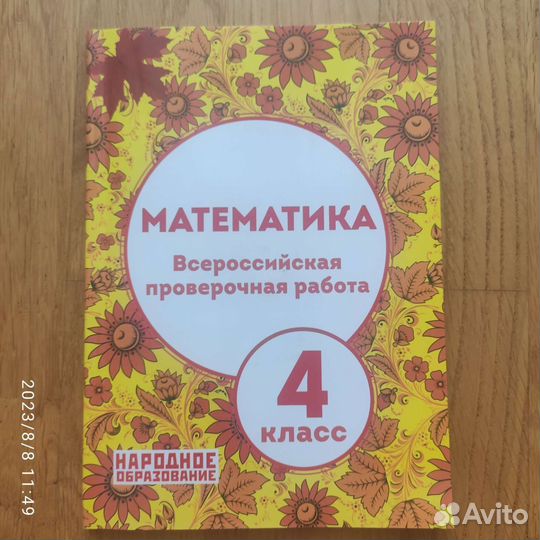 МАТЕМАТИКА
Всероссийская
проверочная работа
4
класс
НАРОДНОЕ
ОБРАЗОВАНИЕ
2023/8/8 11:49
Avito